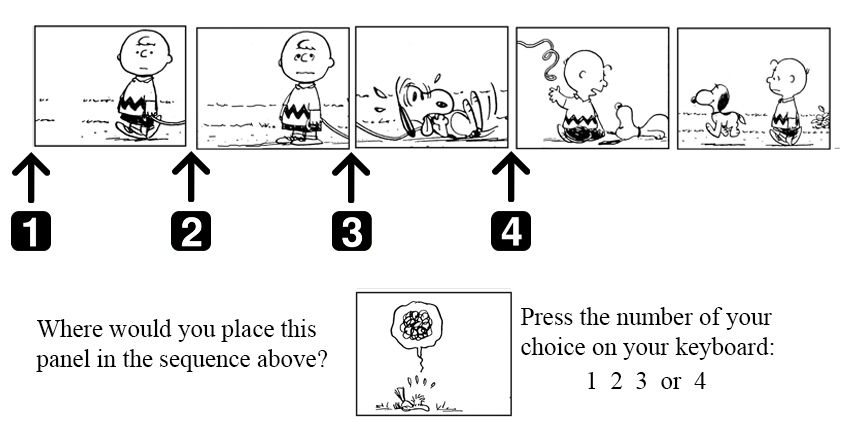 1 2 3 4
Where would you place this
panel in the sequence above?
Press the number of your
choice on your keyboard:
1 2 3 or 4